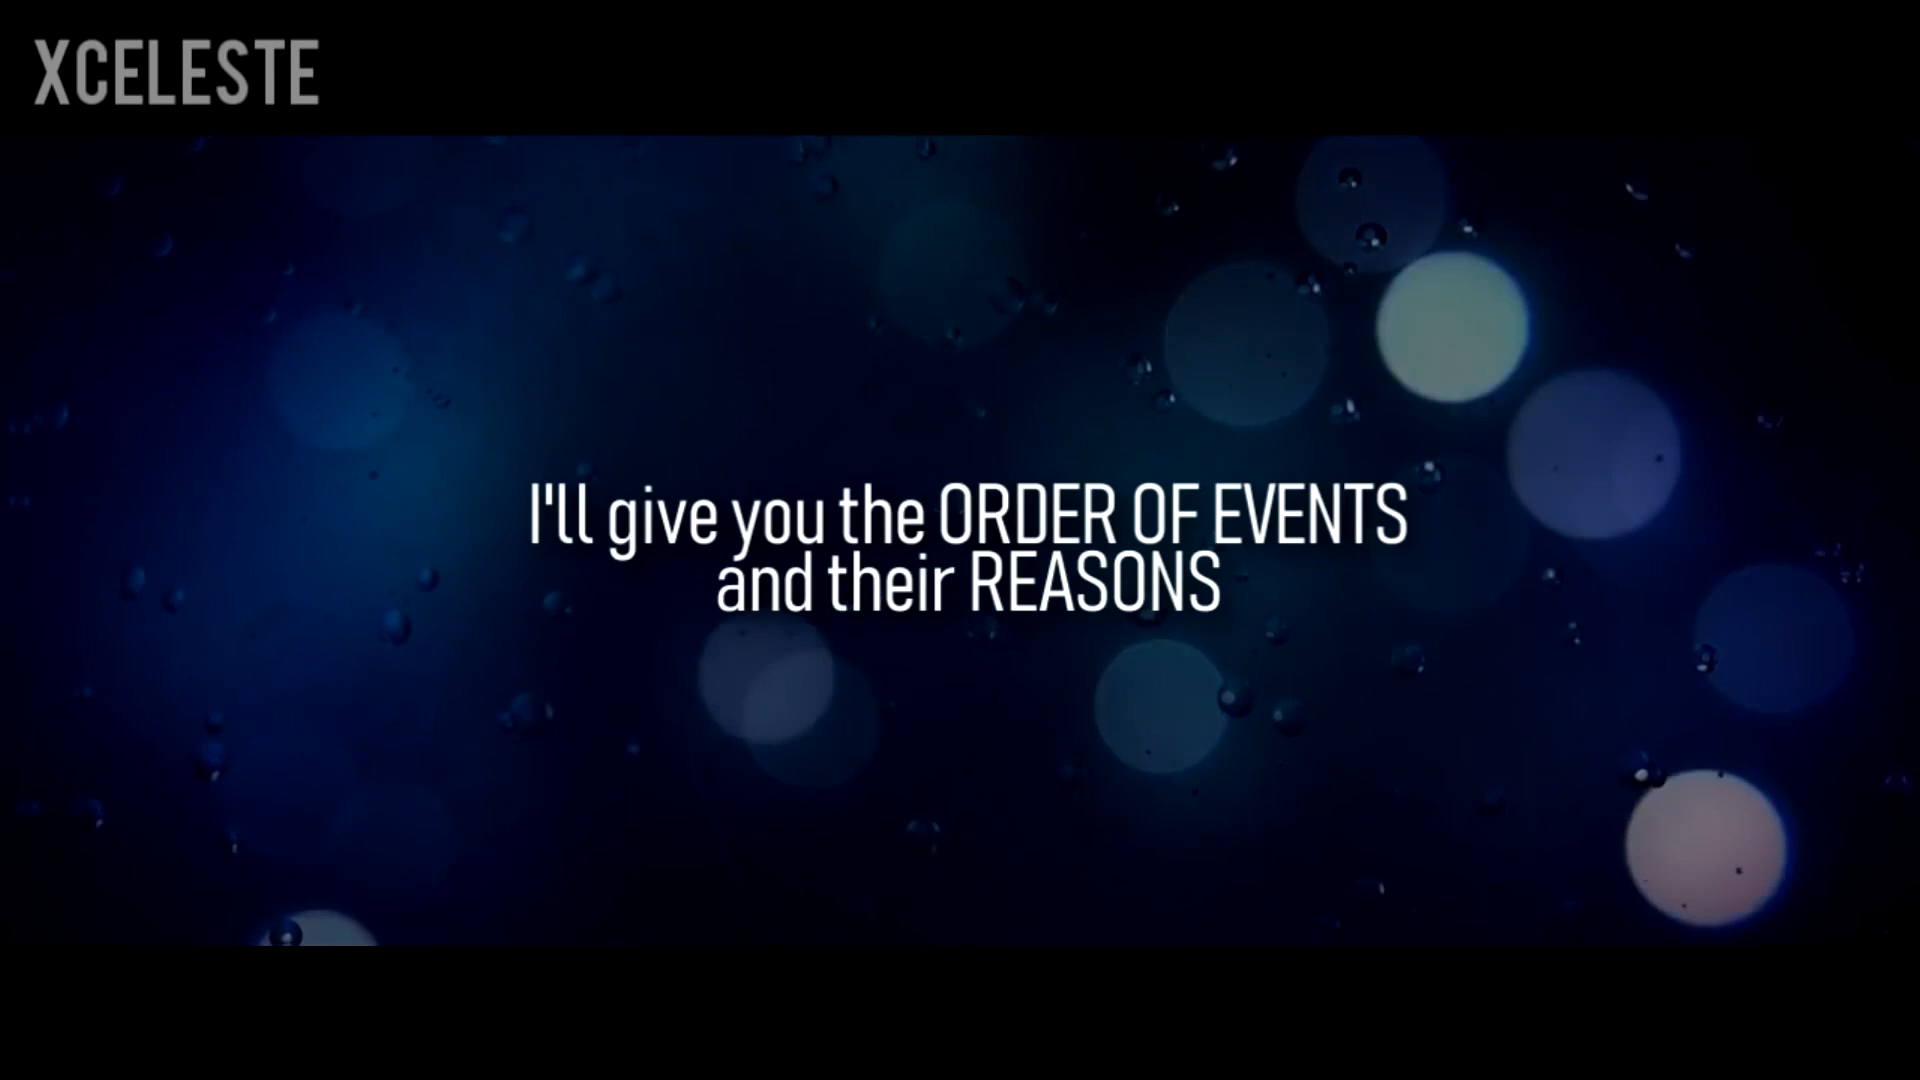 XCELESTE
I'll give you the ORDER OF EVENTS
and their REASONS